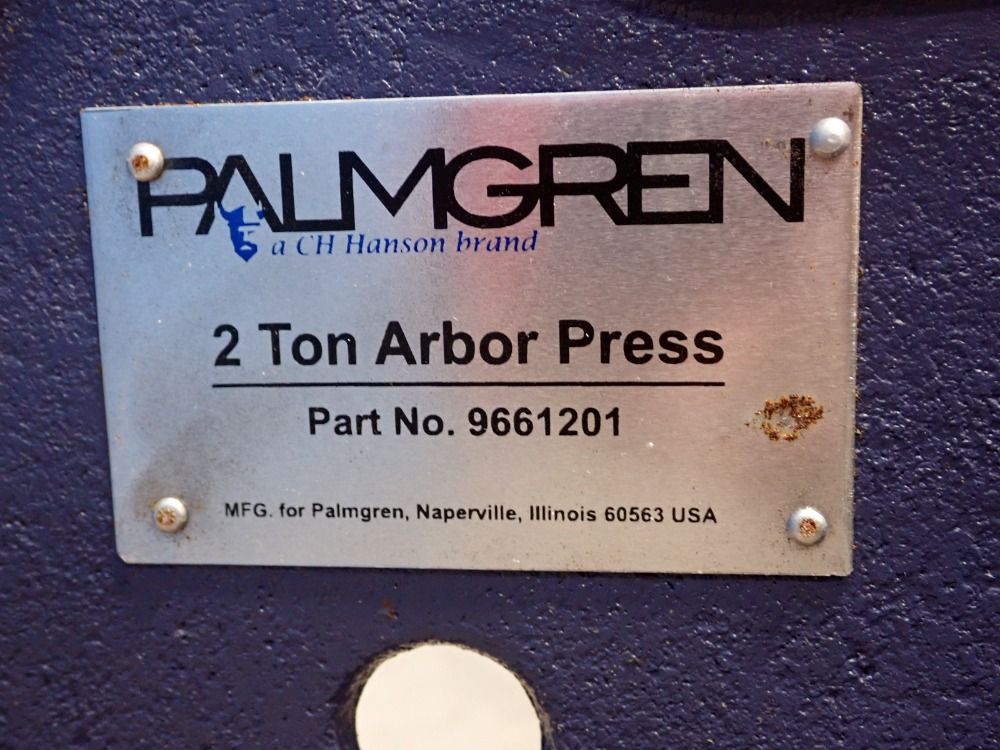 PALMGREN
a CH Hanson brand
2 Ton Arbor Press
Part No. 9661201
MFG. for Palmgren, Naperville, Illinois 60563 USA